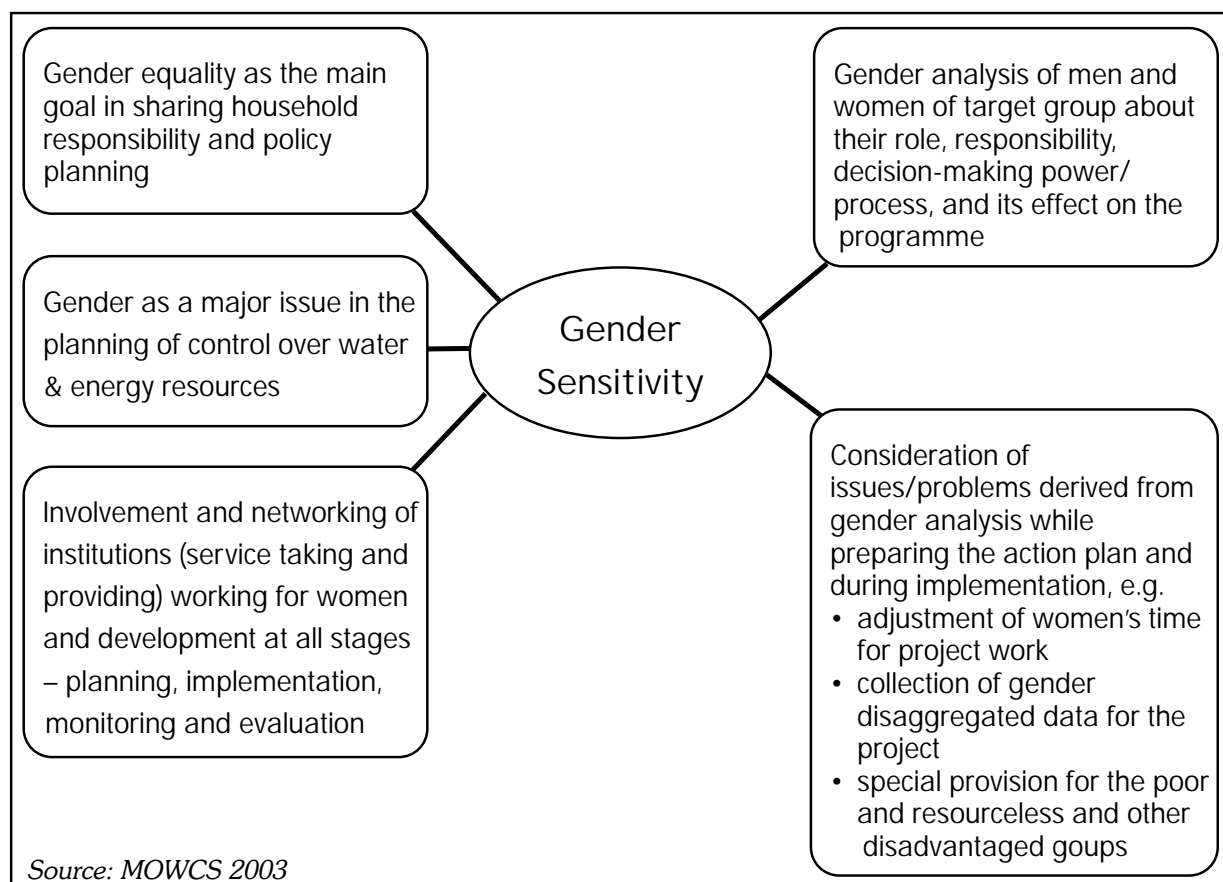 Gender equality as the main
goal in sharing household
responsibility and policy
planning
Gender as a major issue in the
planning of control over water
& energy resources
Involvement and networking of
institutions (service taking and
providing) working for women
and development at all stages
– planning, implementation,
monitoring and evaluation
Gender
Sensitivity
Gender analysis of men and
women of target group about
their role, responsibility,
decision-making power/
process, and its effect on the
programme
Consideration of
issues/problems derived from
gender analysis while
preparing the action plan and
during implementation, e.g.
• adjustment of women's time
for project work
• collection of gender
disaggregated data for the
project
• special provision for the poor
and resourceless and other
disadvantaged goups
Source: MOWCS 2003